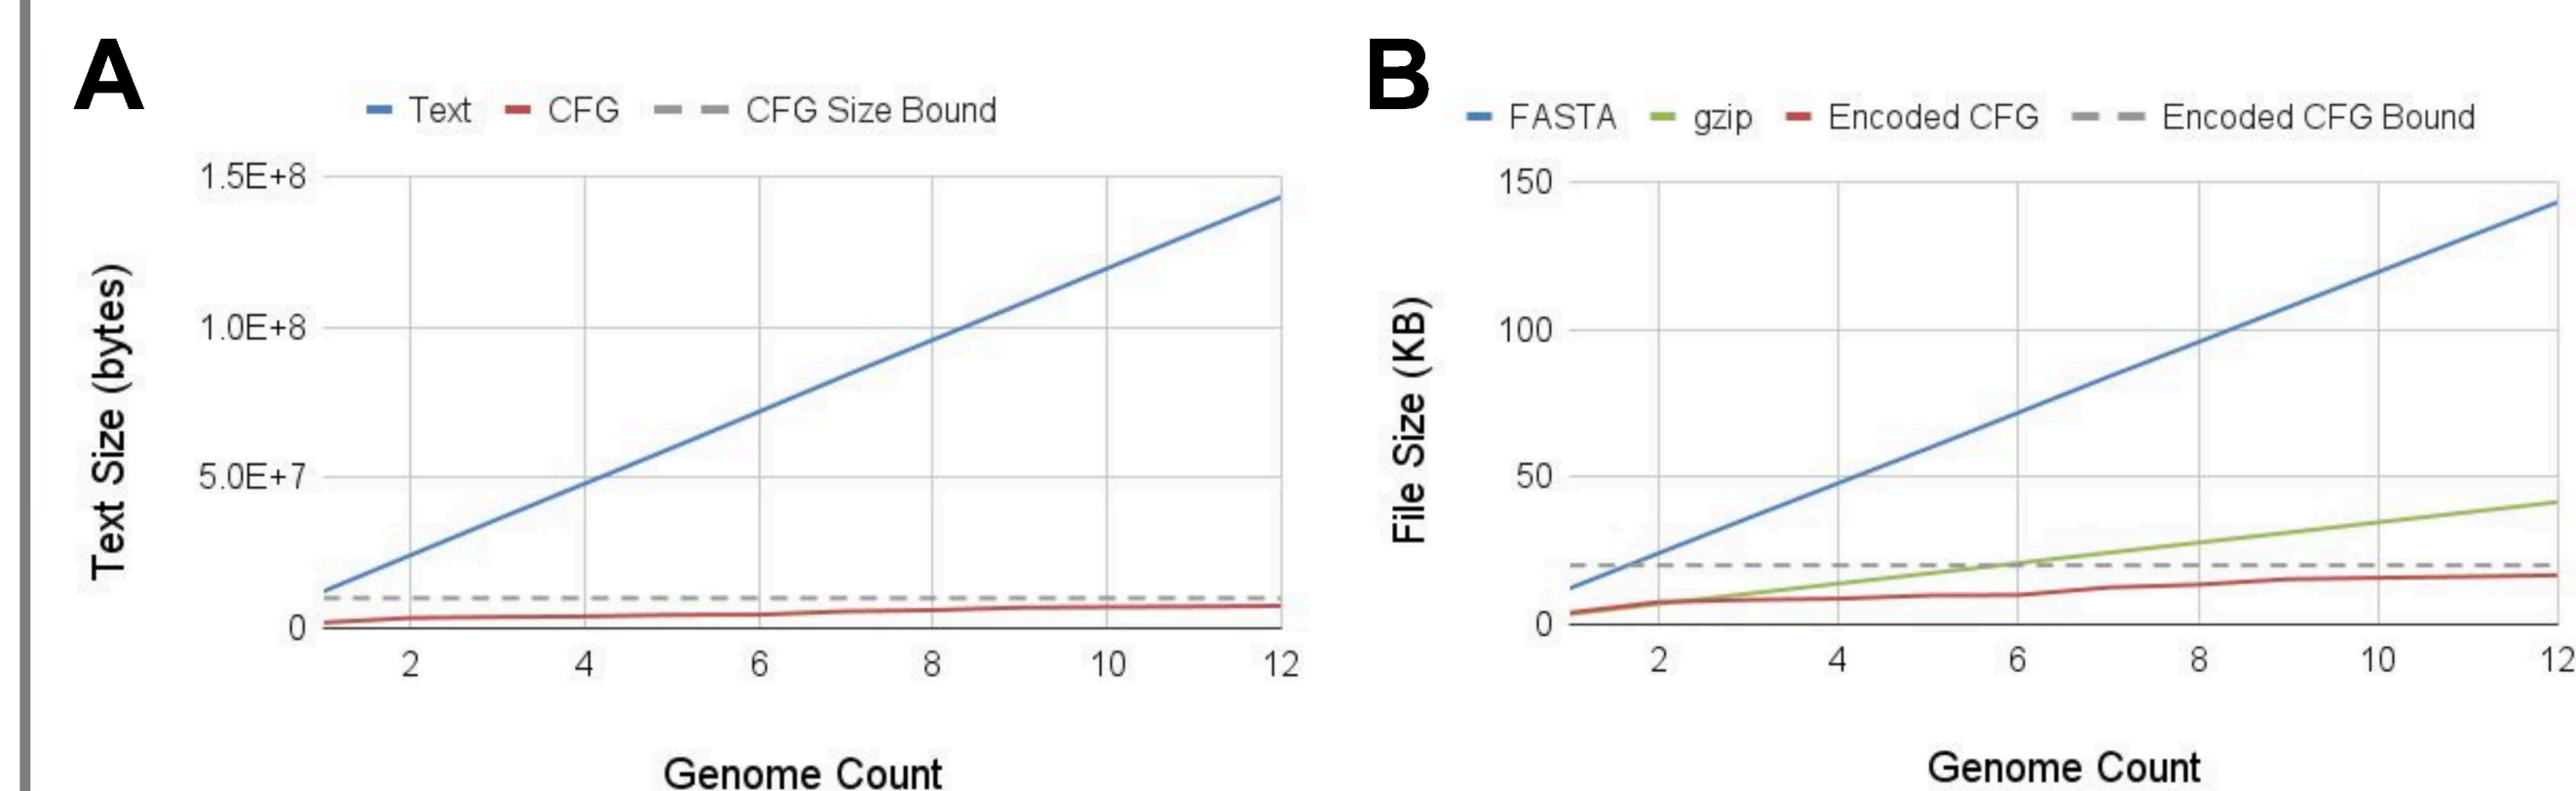 A
Text CFG CFG Size Bound
1.5E+8
1.0E+8
5.0E+7
0
Text Size (bytes)
2 4 6 8 10 12
Genome Count
B
FASTA gzip Encoded CFG Encoded CFG Bound
150
100
50
0
File Size (KB)
2 4 6 8 10 12
Genome Count